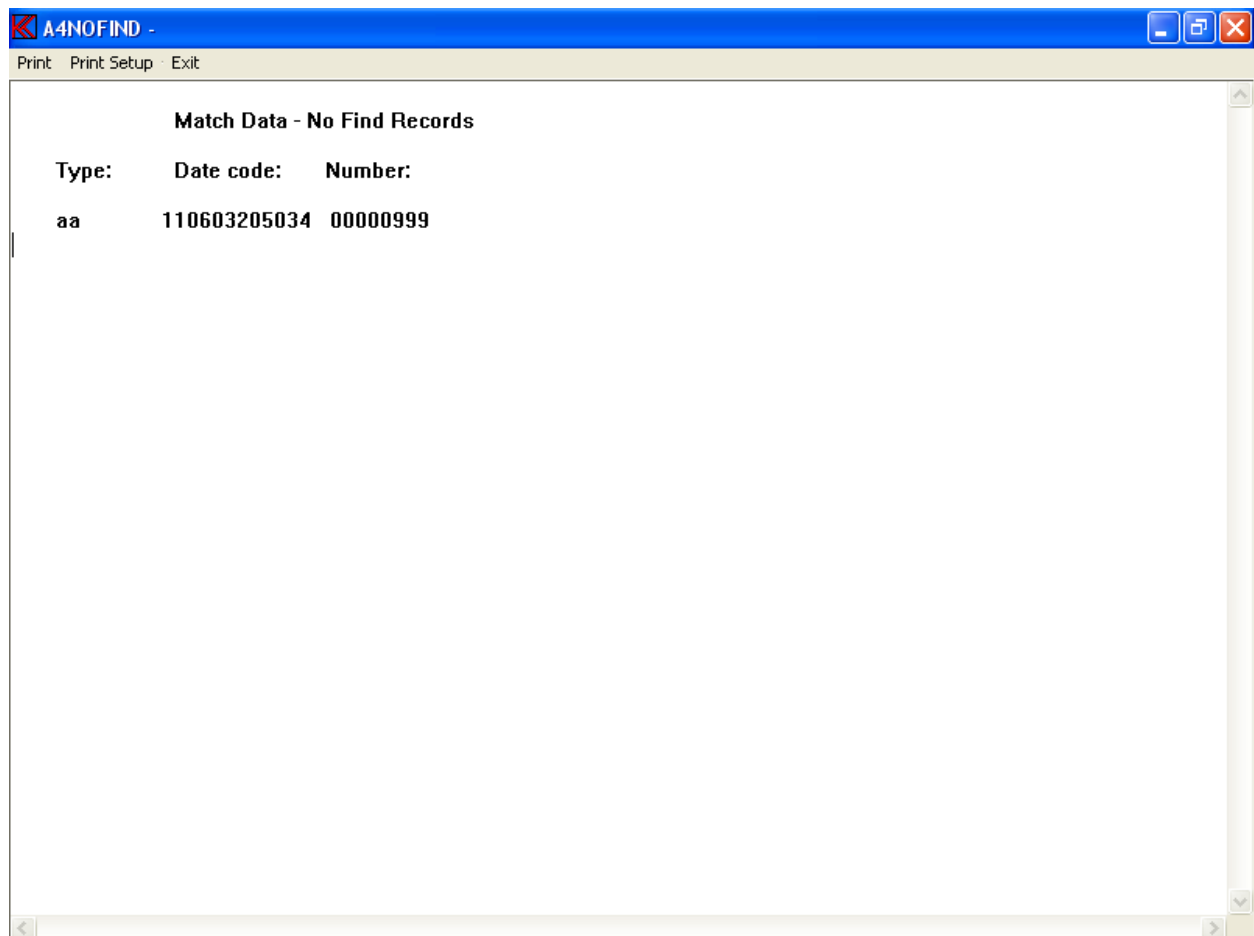 A4NOFIND -
Print Print Setup Exit
Match Data - No Find Records
Type: Date code: Number:
aa 110603205034 00000999